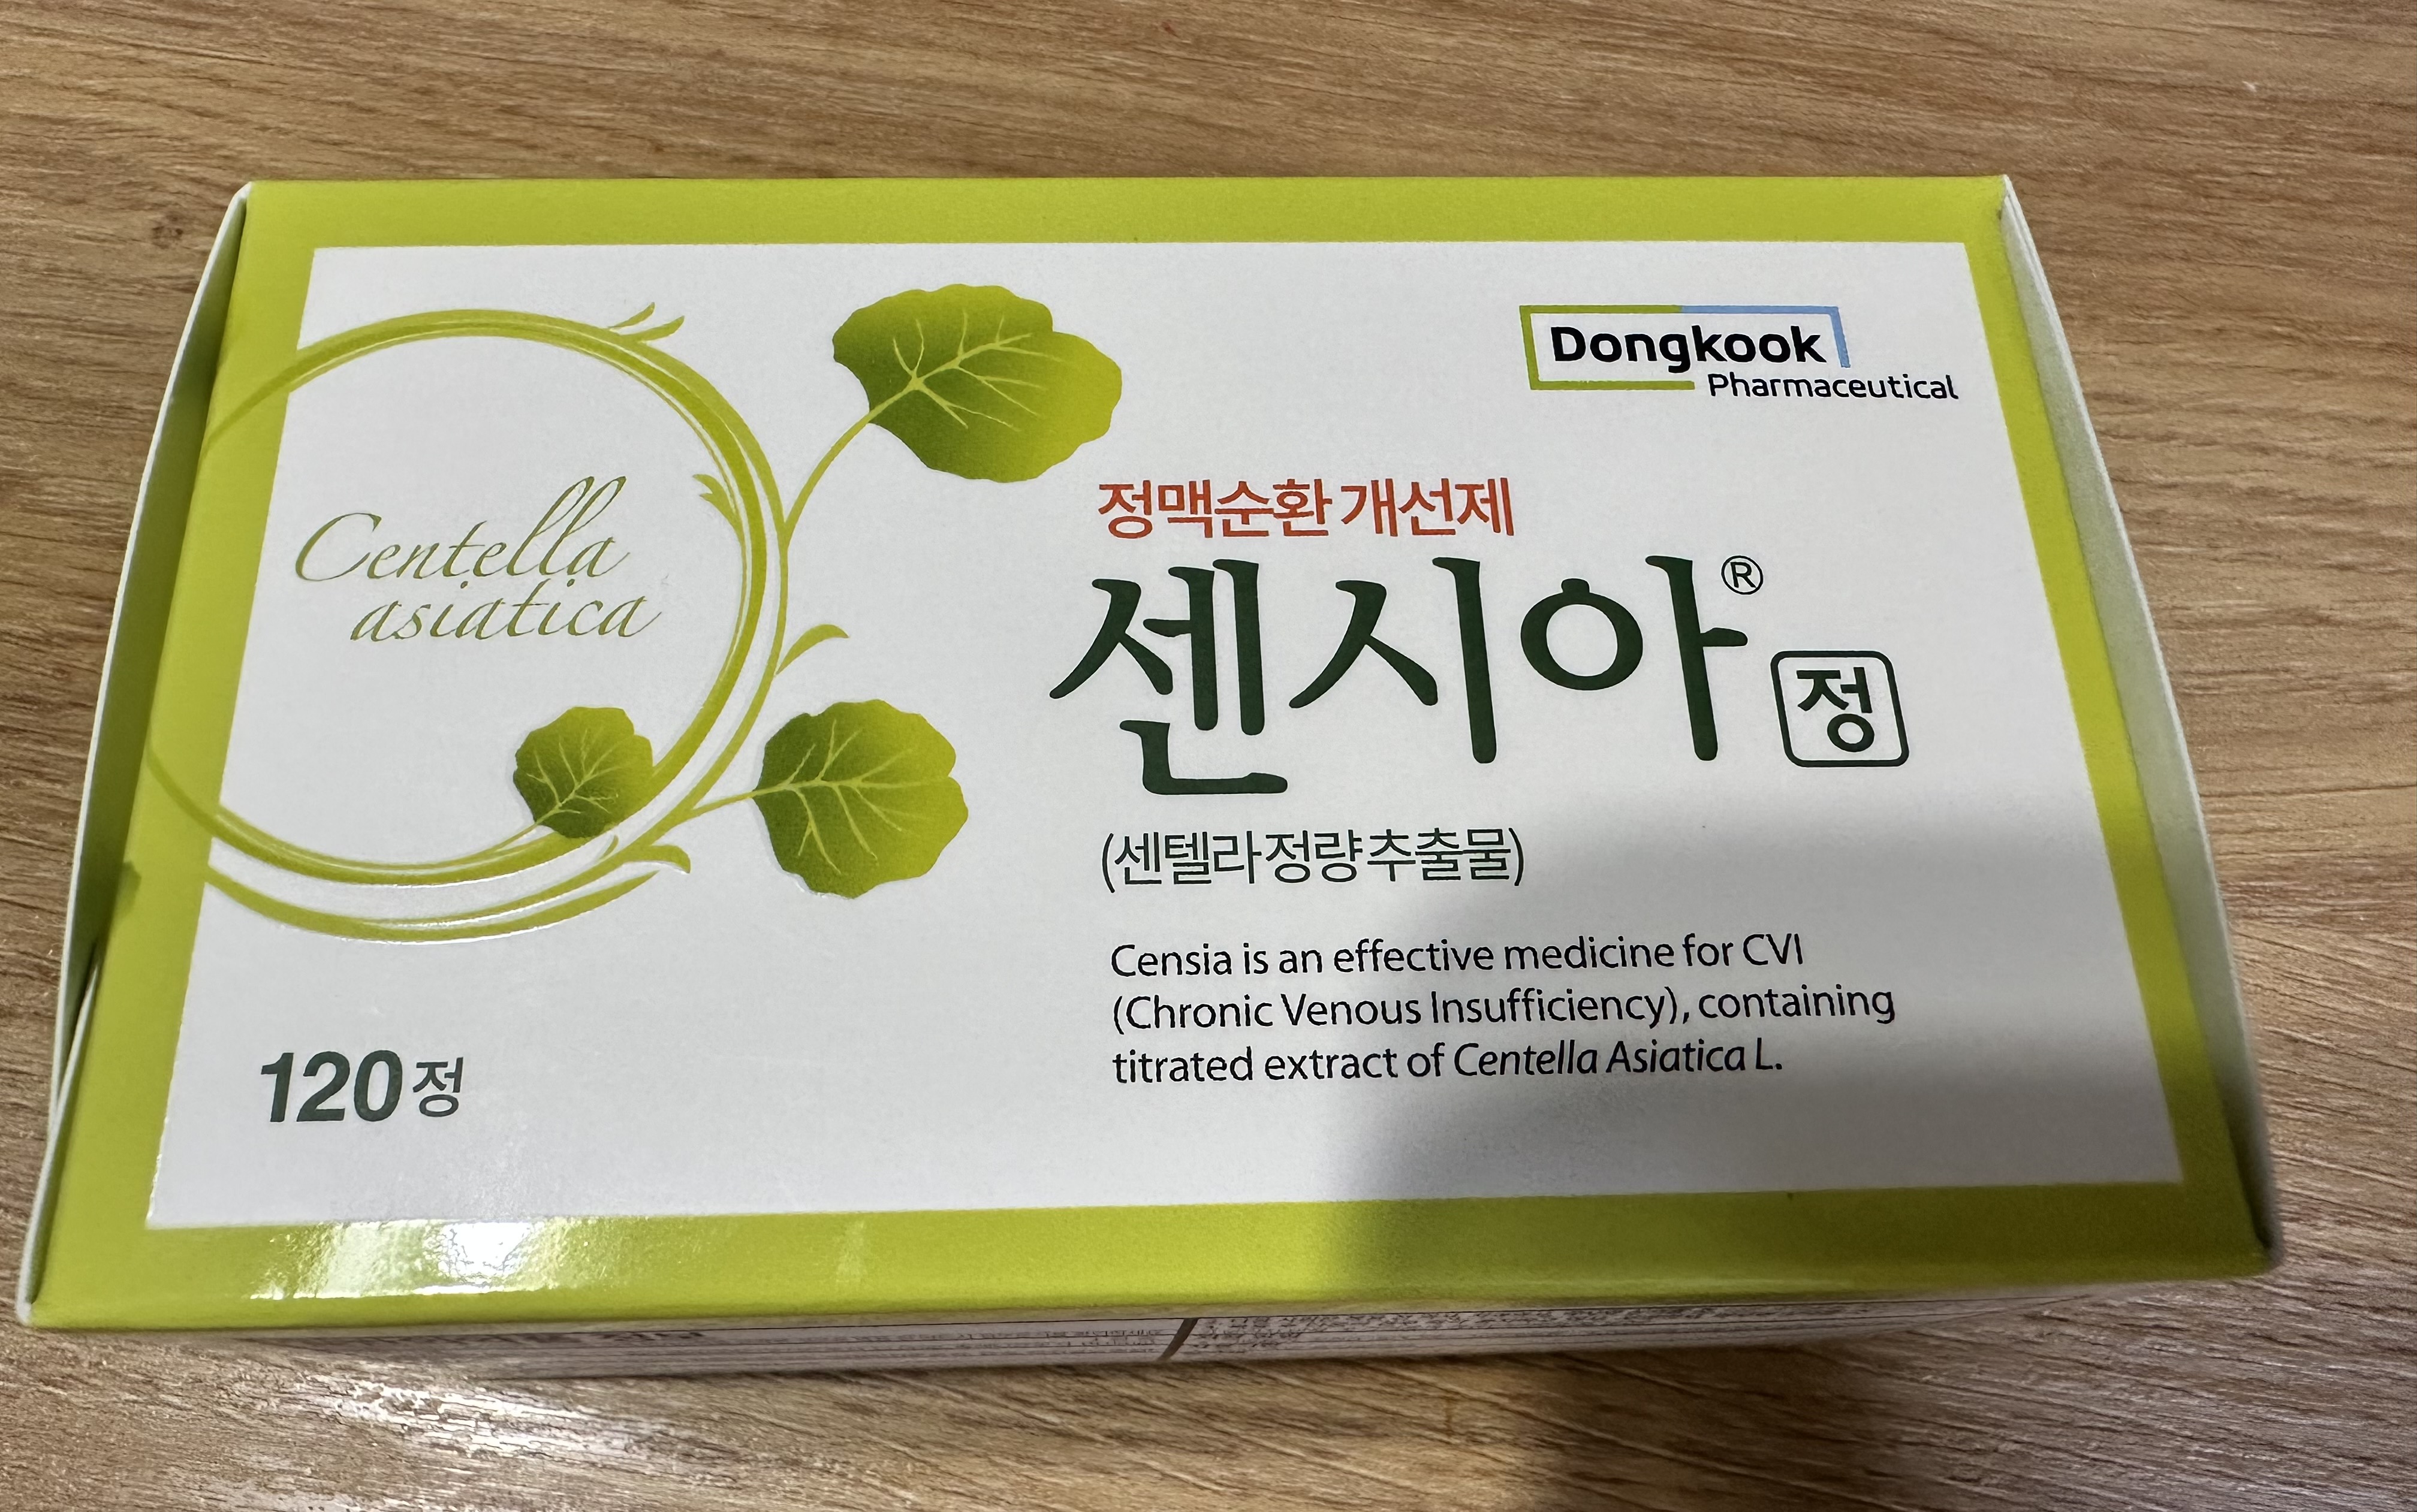 Dongkook
Pharmaceutical
Centella
asiatica
정맥순환 개선제
센시아® 정
(센텔라정량추출물)
Censia is an effective medicine for CVI
(Chronic Venous Insufficiency), containing
titrated extract of Centella Asiatica L.
120정